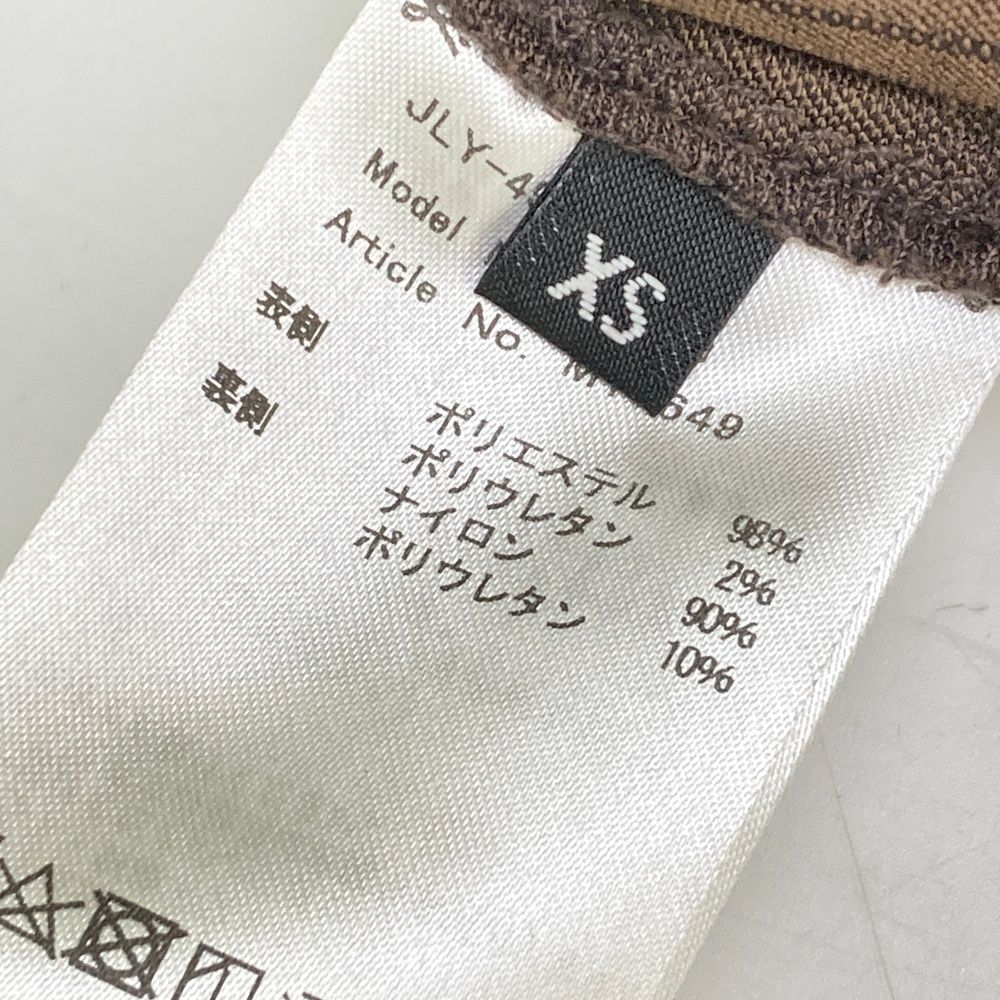 JLY-4
Model
Article No. M 649
XS
表側 ポリエステル 98%
ポリウレタン 2%
裏側 ナイロン 90%
ポリウレタン 10%